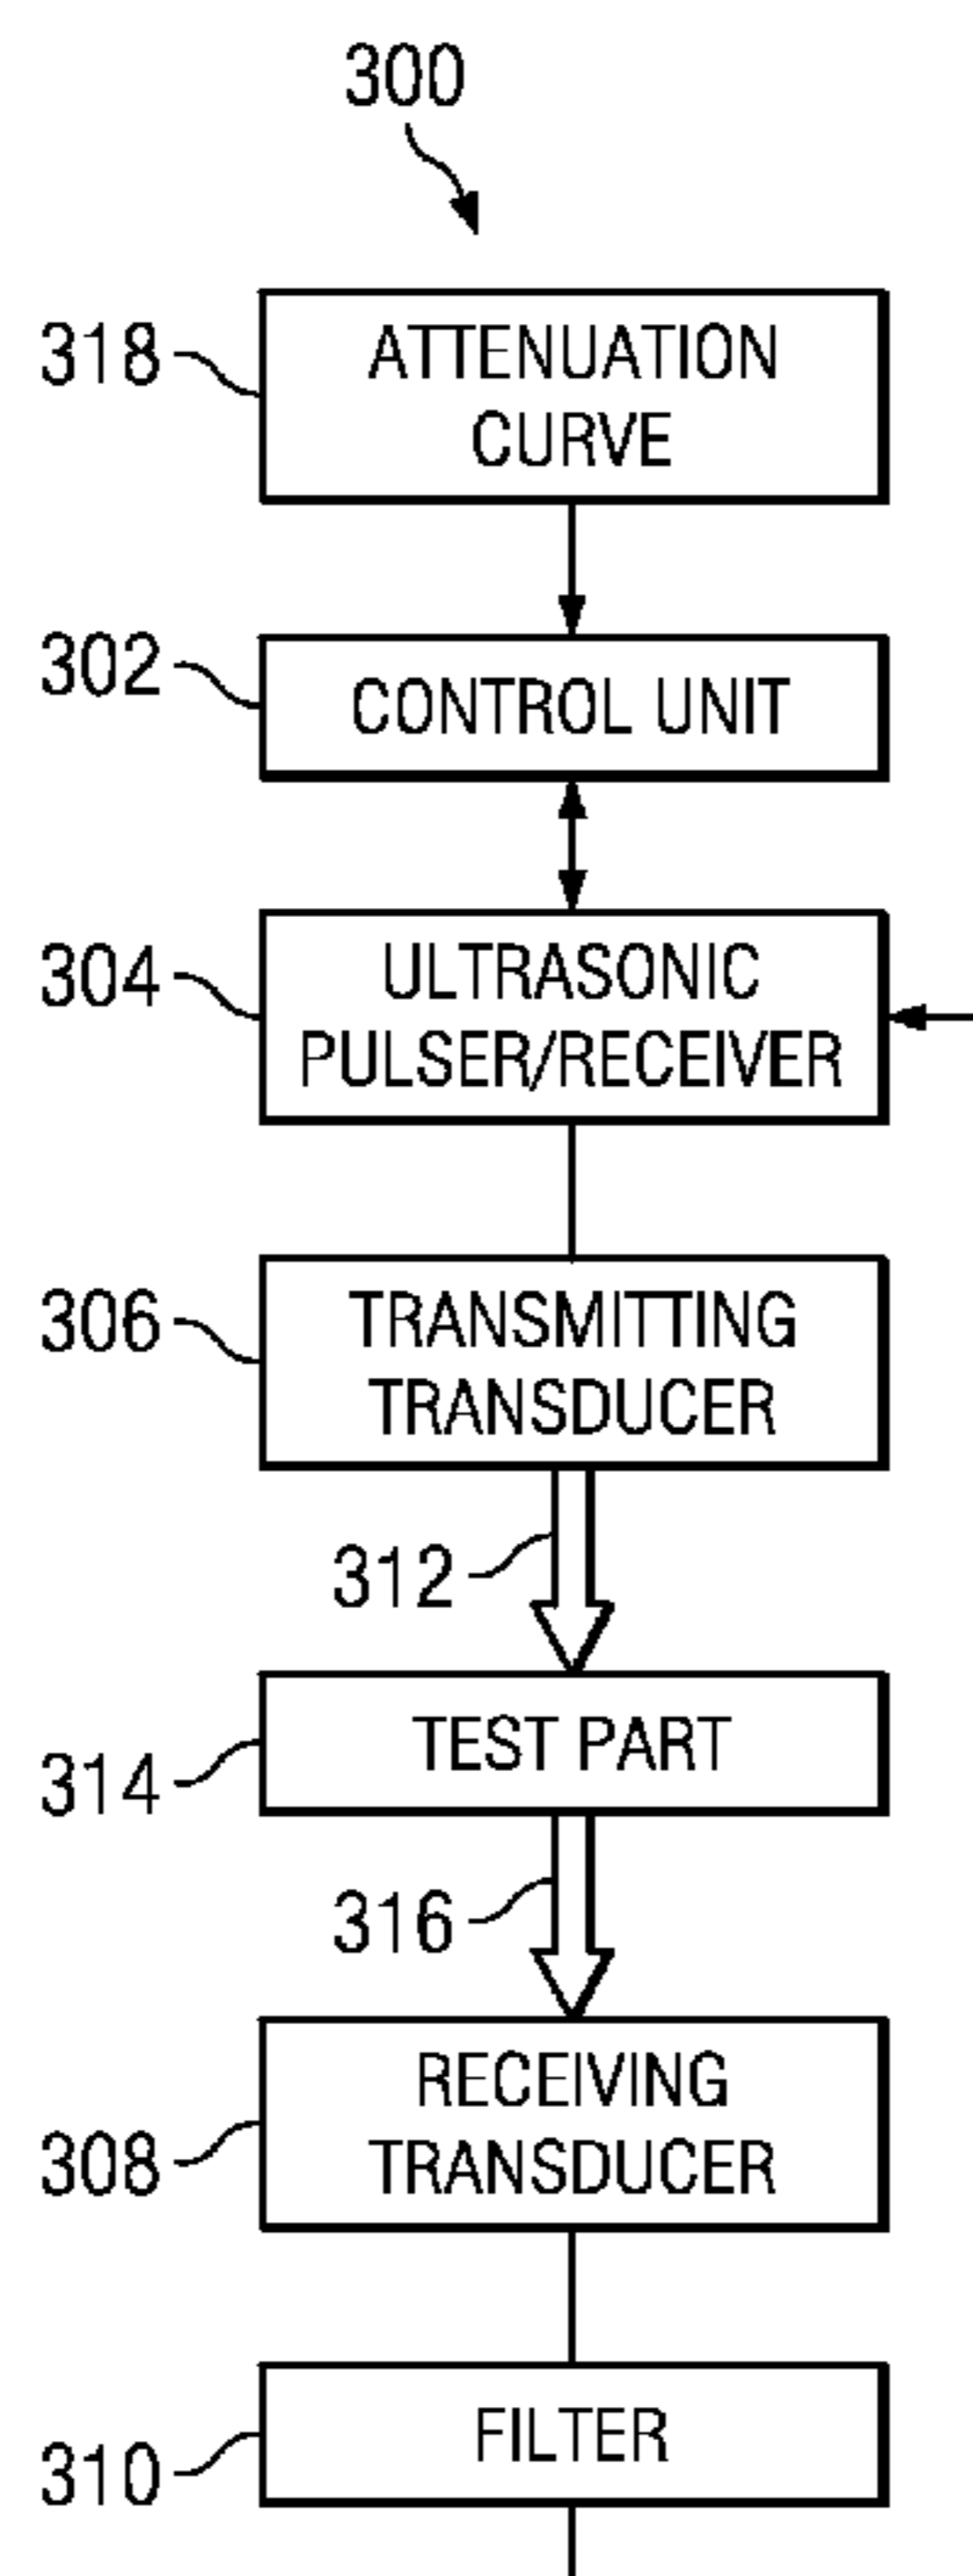 300
318
ATTENUATION
CURVE
302
CONTROL UNIT
304
ULTRASONIC
PULSER/RECEIVER
306
TRANSMITTING
TRANSDUCER
312
TEST PART
314
316
RECEIVING
TRANSDUCER
308
FILTER
310